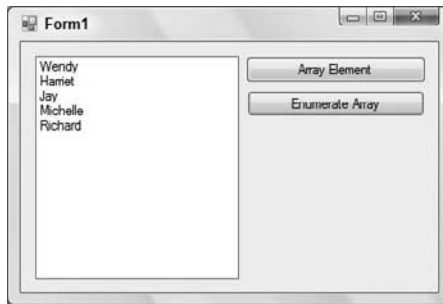 Form1
Wendy
Harriet
Jay
Michelle
Richard
Array Element
Enumerate Array